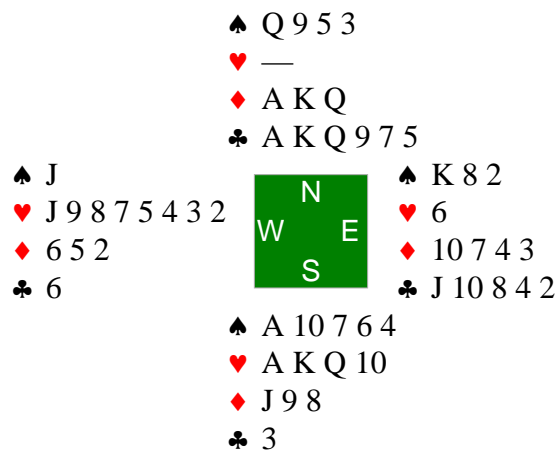 ♠ Q 9 5 3
♥ —
♦ A K Q
♣ A K Q 9 7 5
♠ J
♥ J 9 8 7 5 4 3 2
♦ 6 5 2
♣ 6
N
W E
S
♠ K 8 2
♥ 6
♦ 10 7 4 3
♣ J 10 8 4 2
♠ A 10 7 6 4
♥ A K Q 10
♦ J 9 8
♣ 3